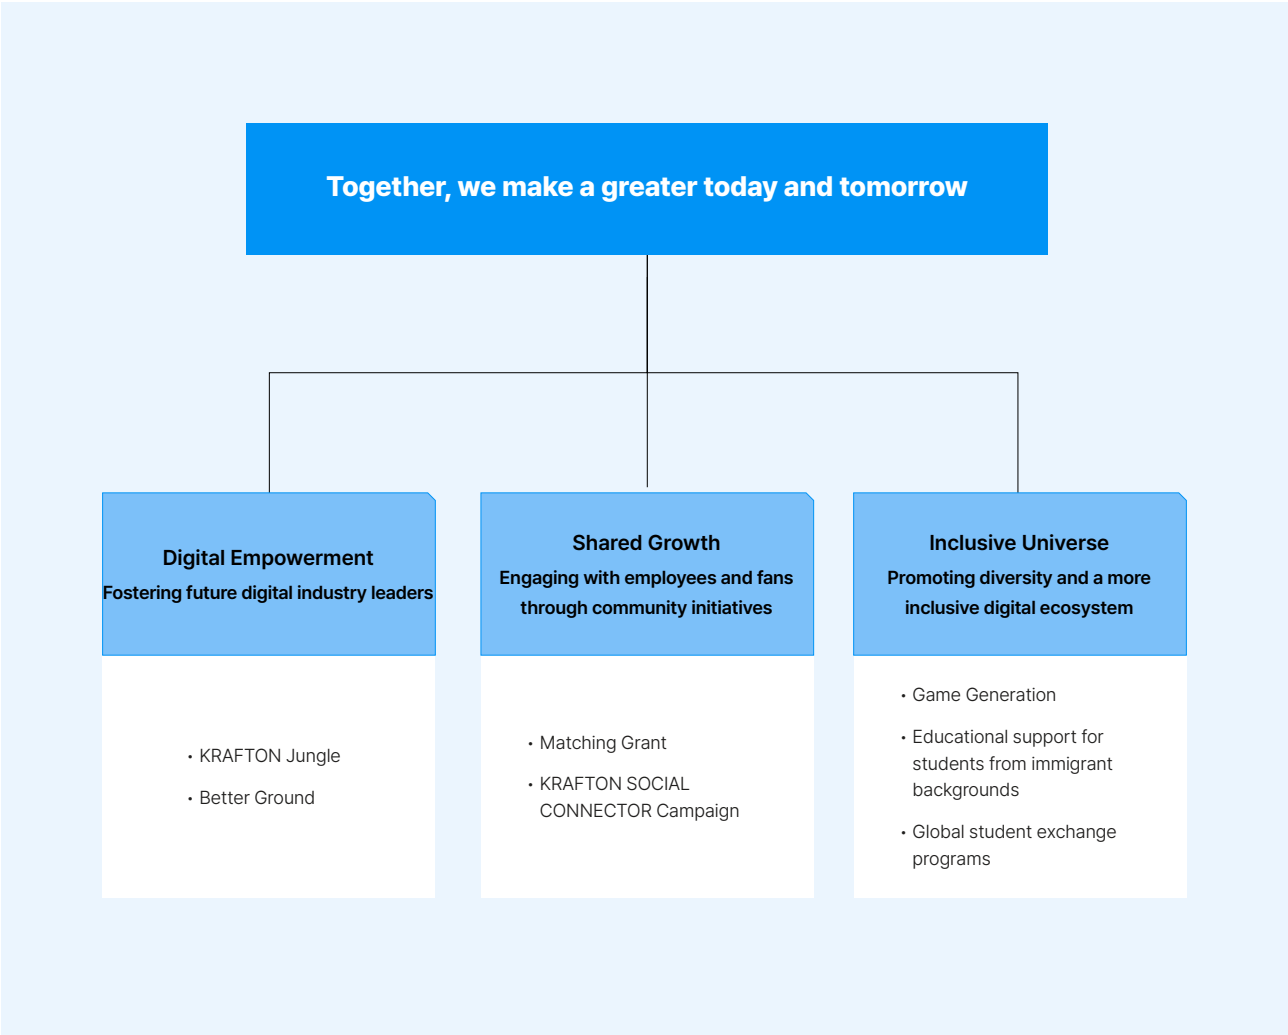 Together, we make a greater today and tomorrow
Digital Empowerment
Fostering future digital industry leaders
• KRAFTON Jungle
• Better Ground
Shared Growth
Engaging with employees and fans
through community initiatives
• Matching Grant
• KRAFTON SOCIAL
CONNECTOR Campaign
Inclusive Universe
Promoting diversity and a more
inclusive digital ecosystem
• Game Generation
• Educational support for
students from immigrant
backgrounds
• Global student exchange
programs